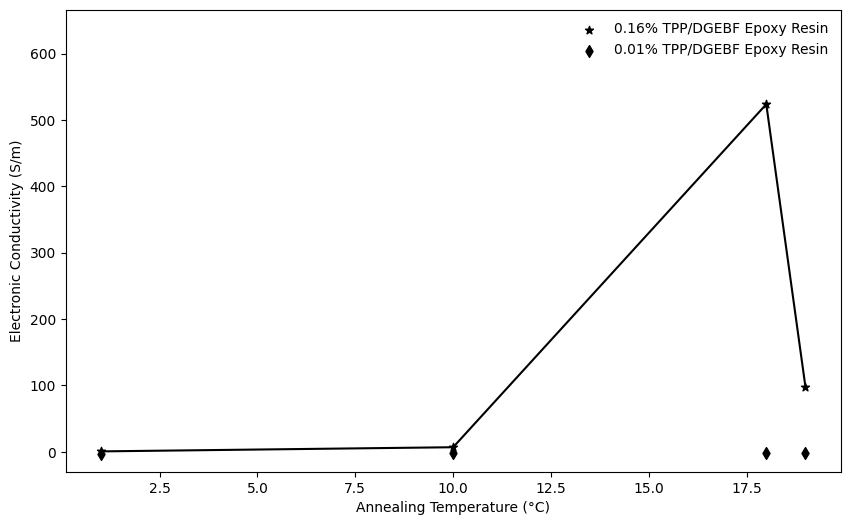 0.16% TPP/DGEBF Epoxy Resin
0.01% TPP/DGEBF Epoxy Resin
600
500
400
300
200
100
0
Electronic Conductivity (S/m)
2.5 5.0 7.5 10.0 12.5 15.0 17.5
Annealing Temperature (°C)